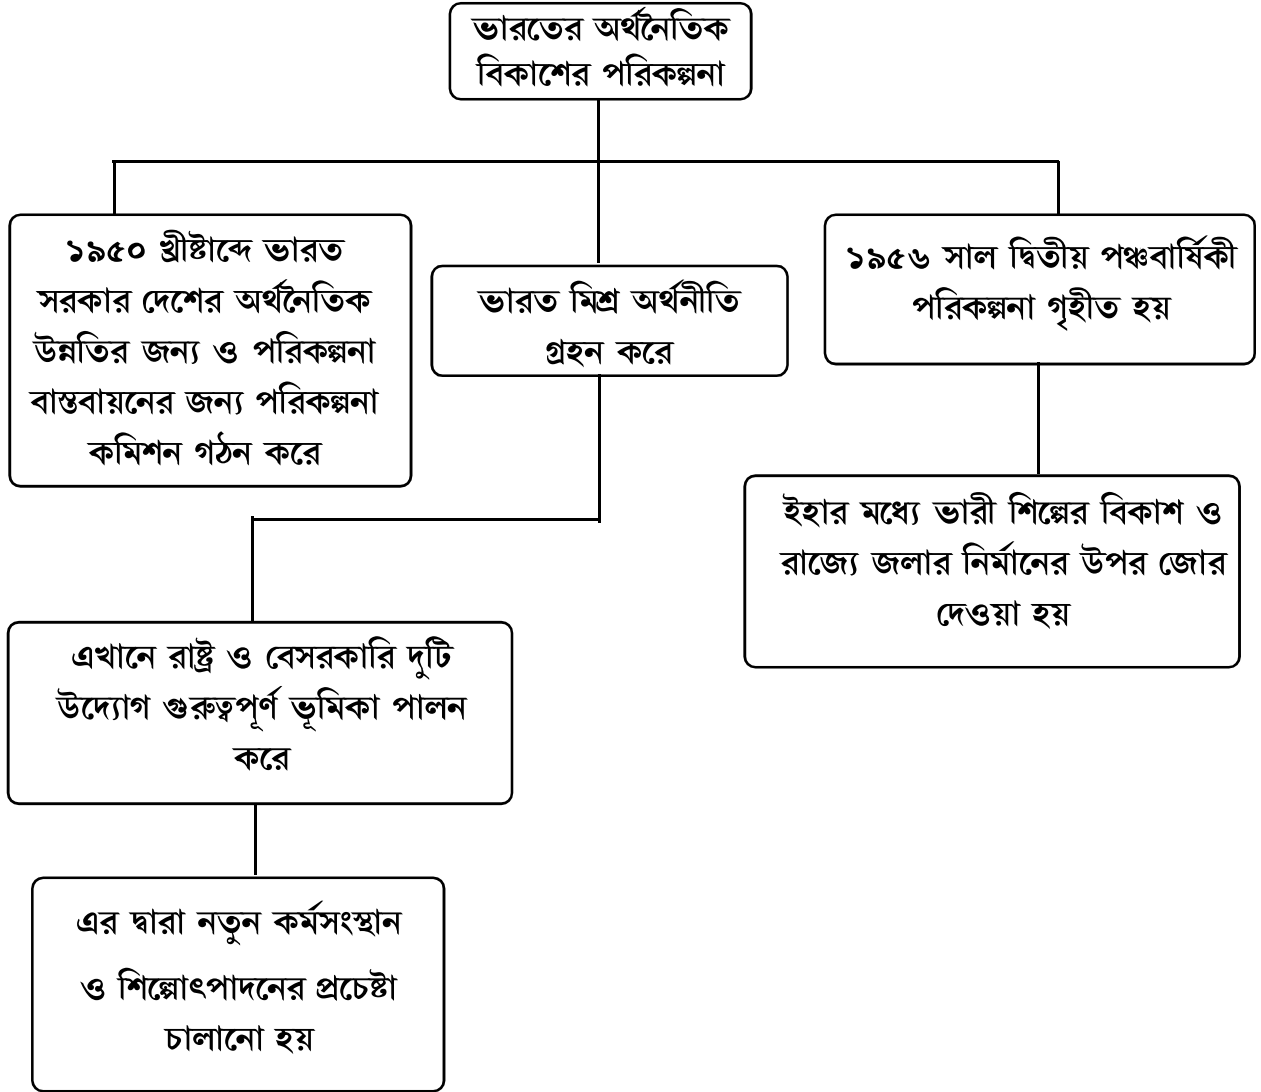 ভারতের অর্থনৈতিক
বিকাশের পরিকল্পনা
১৯৫০ খ্রীষ্টাব্দে ভারত
সরকার দেশের অর্থনৈতিক
উন্নতির জন্য ও পরিকল্পনা
বাস্তবায়নের জন্য পরিকল্পনা
কমিশন গঠন করে
ভারত মিশ্র অর্থনীতি
গ্রহন করে
১৯৫৬ সাল দ্বিতীয় পঞ্চবার্ষিকী
পরিকল্পনা গৃহীত হয়
ইহার মধ্যে ভারী শিল্পের বিকাশ ও
রাজ্যে জলার নির্মানের উপর জোর
দেওয়া হয়
এখানে রাষ্ট্র ও বেসরকারি দুটি
উদ্যোগ গুরুত্বপূর্ণ ভূমিকা পালন
করে
এর দ্বারা নতুন কর্মসংস্থান
ও শিল্পোৎপাদনের প্রচেষ্টা
চালানো হয়